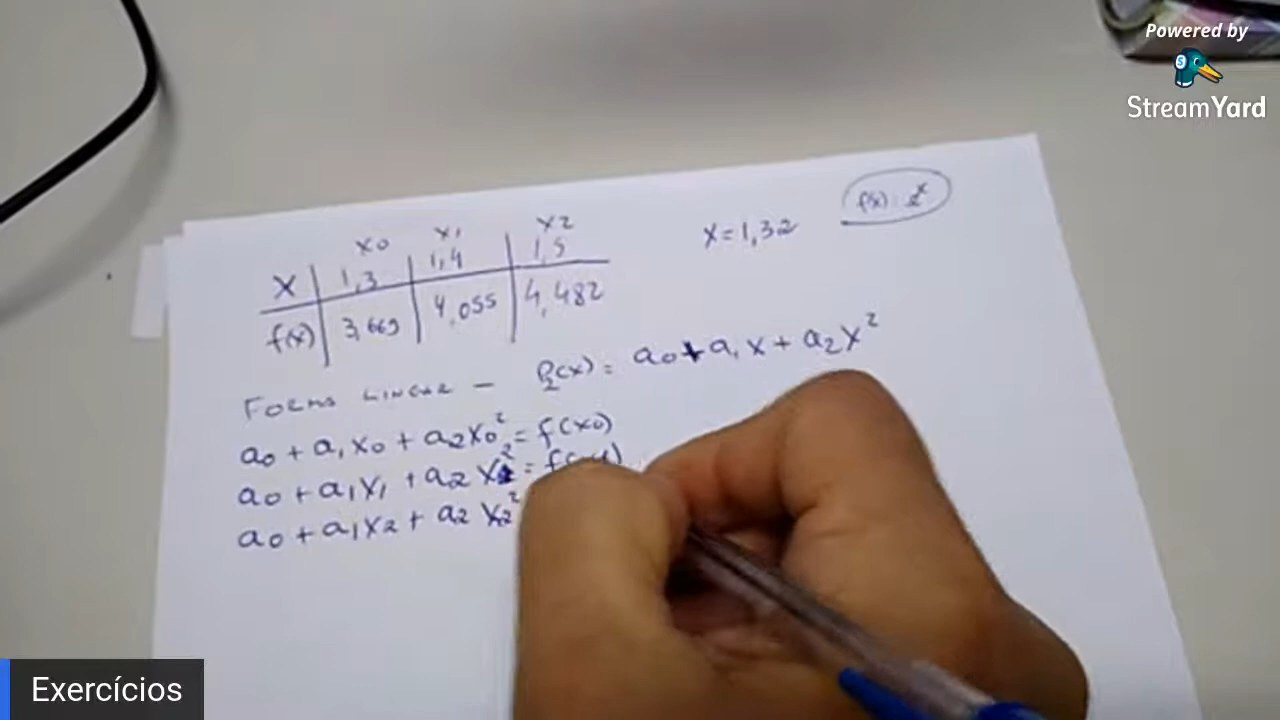 Powered by
StreamYard
f(x) = e^x
x0 x1 x2
X 1,3 1,4 1,5
x = 1,32
f(x) 3,669 4,055 4,482
FORMA LINEAR - P2(x) = a0 + a1x + a2x²
a0 + a1x0 + a2x0² = f(x0)
a0 + a1x1 + a2x1² =
a0 + a1x2 + a2x2²
Exercícios